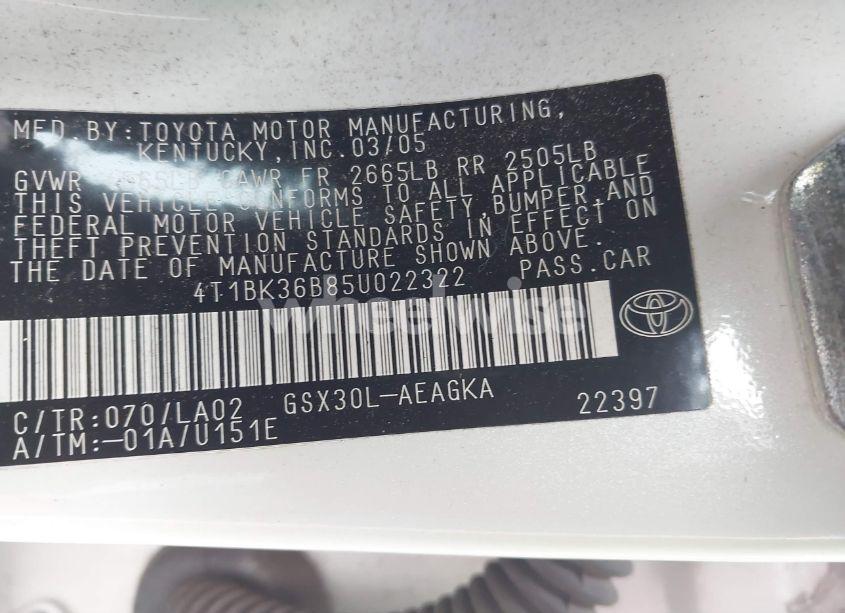 MFD.BY:TOYOTA MOTOR MANUFACTURING,
KENTUCKY,INC.03/05
GVWR GAWR FR 2665LB RR 2505LB
THIS VEHICLE CONFORMS TO ALL APPLICABLE
FEDERAL MOTOR VEHICLE SAFETY,BUMPER,AND
THEFT PREVENTION STANDARDS IN EFFECT ON
THE DATE OF MANUFACTURE SHOWN ABOVE.
4T1BK36B85U022322 PASS.CAR
wheelwise
C/TR:070/LA02 GSX30L-AEAGKA 22397
A/TM:-01A/U151E